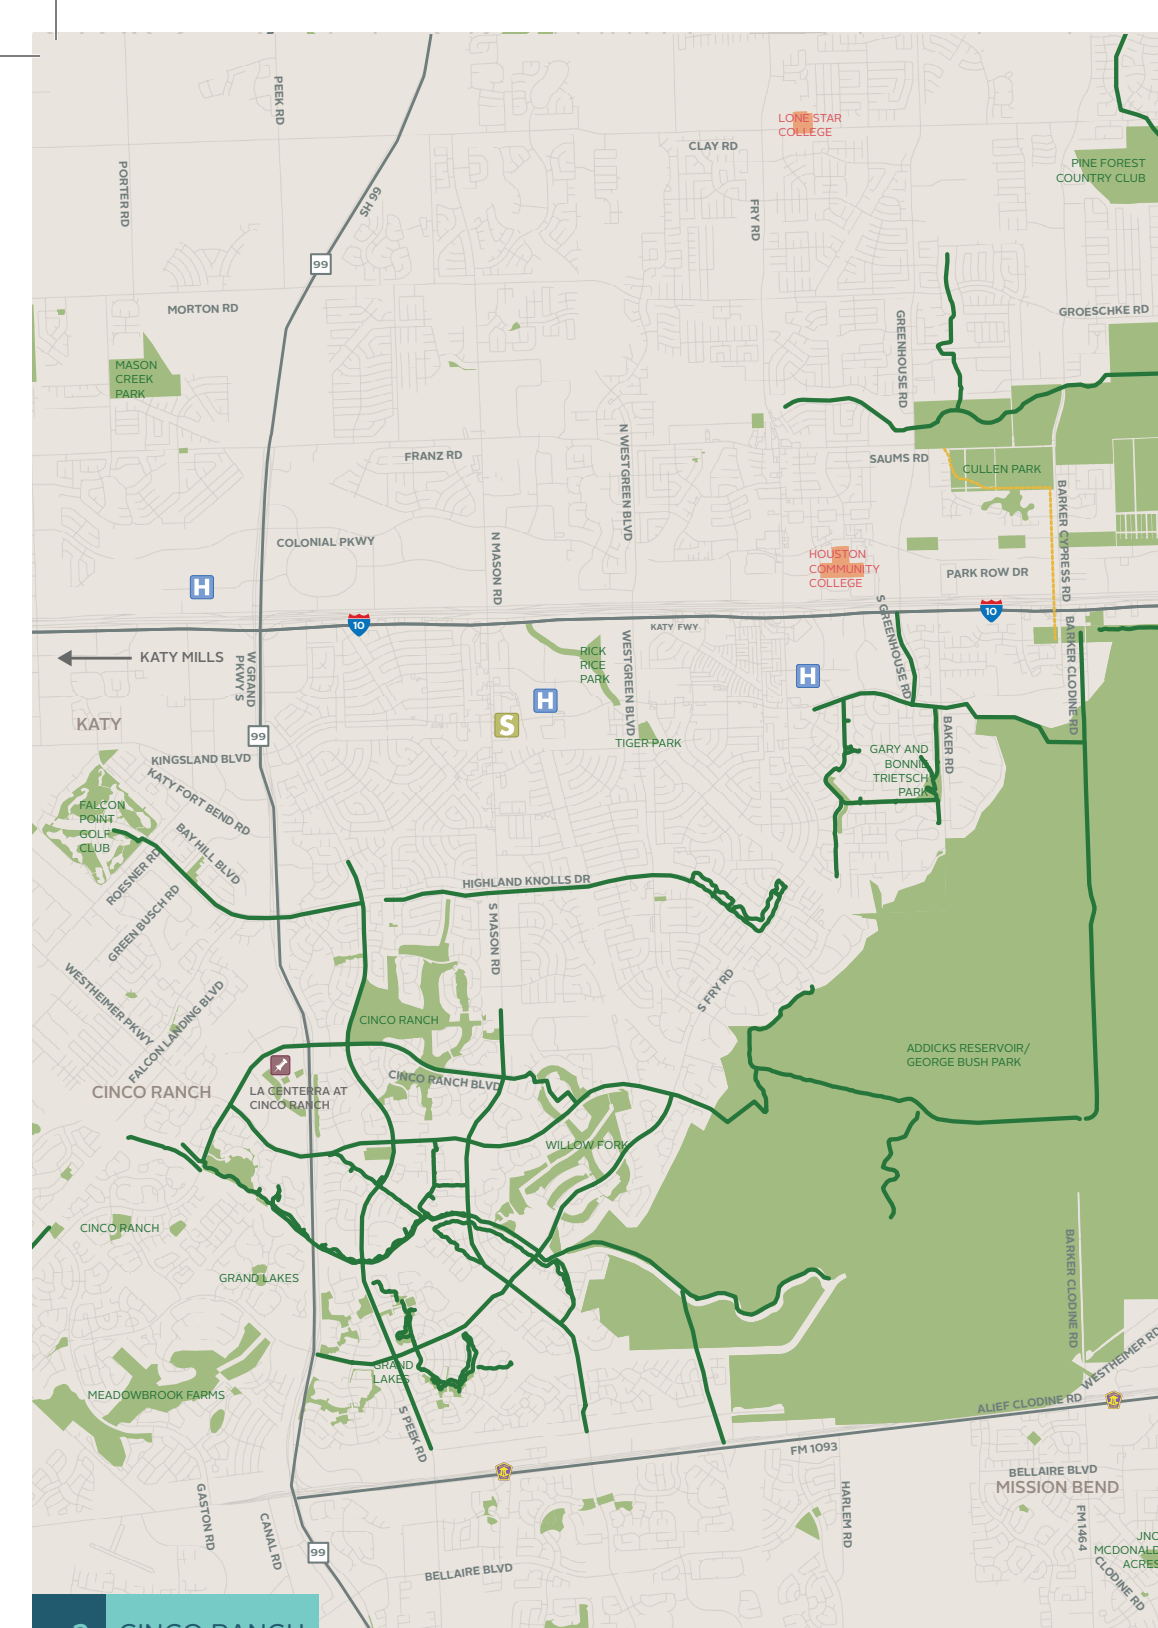 PEEK RD
LONE STAR
COLLEGE
CLAY RD
PORTER RD
PINE FOREST
COUNTRY CLUB
SH 99
FRY RD
99
MORTON RD
GREENHOUSE RD
GROESCHKE RD
MASON
CREEK
PARK
FRANZ RD
N WESTGREEN BLVD
SAUMS RD
CULLEN PARK
COLONIAL PKWY
N MASON RD
BARKER CYPRESS RD
HOUSTON
COMMUNITY
COLLEGE
PARK ROW DR
H
10
10
KATY FWY
S GREENHOUSE RD
BARKER CLODINE RD
KATY MILLS
W GRAND
PKWY S
RICK
RICE
PARK
WESTGREEN BLVD
H
H
KATY
S
99
TIGER PARK
BAKER RD
GARY AND
BONNIE
TRIETSCH
PARK
KINGSLAND BLVD
KATY FORT BEND RD
FALCON
POINT
GOLF
CLUB
BAY HILL BLVD
ROESNER RD
GREEN BUSCH RD
HIGHLAND KNOLLS DR
S MASON RD
WESTHEIMER PKWY
FALCON LANDING BLVD
S FRY RD
CINCO RANCH
ADDICKS RESERVOIR/
GEORGE BUSH PARK
CINCO RANCH
LA CENTERRA AT
CINCO RANCH
CINCO RANCH BLVD
WILLOW FORK
CINCO RANCH
GRAND LAKES
BARKER CLODINE RD
GRAND
LAKES
MEADOWBROOK FARMS
WESTHEIMER RD
ALIEF CLODINE RD
S PEEK RD
FM 1093
BELLAIRE BLVD
MISSION BEND
GASTON RD
CANAL RD
HARLEM RD
FM 1464
99
BELLAIRE BLVD
JNC
MCDONALD
ACRES
CLODINE RD
CINCO RANCH